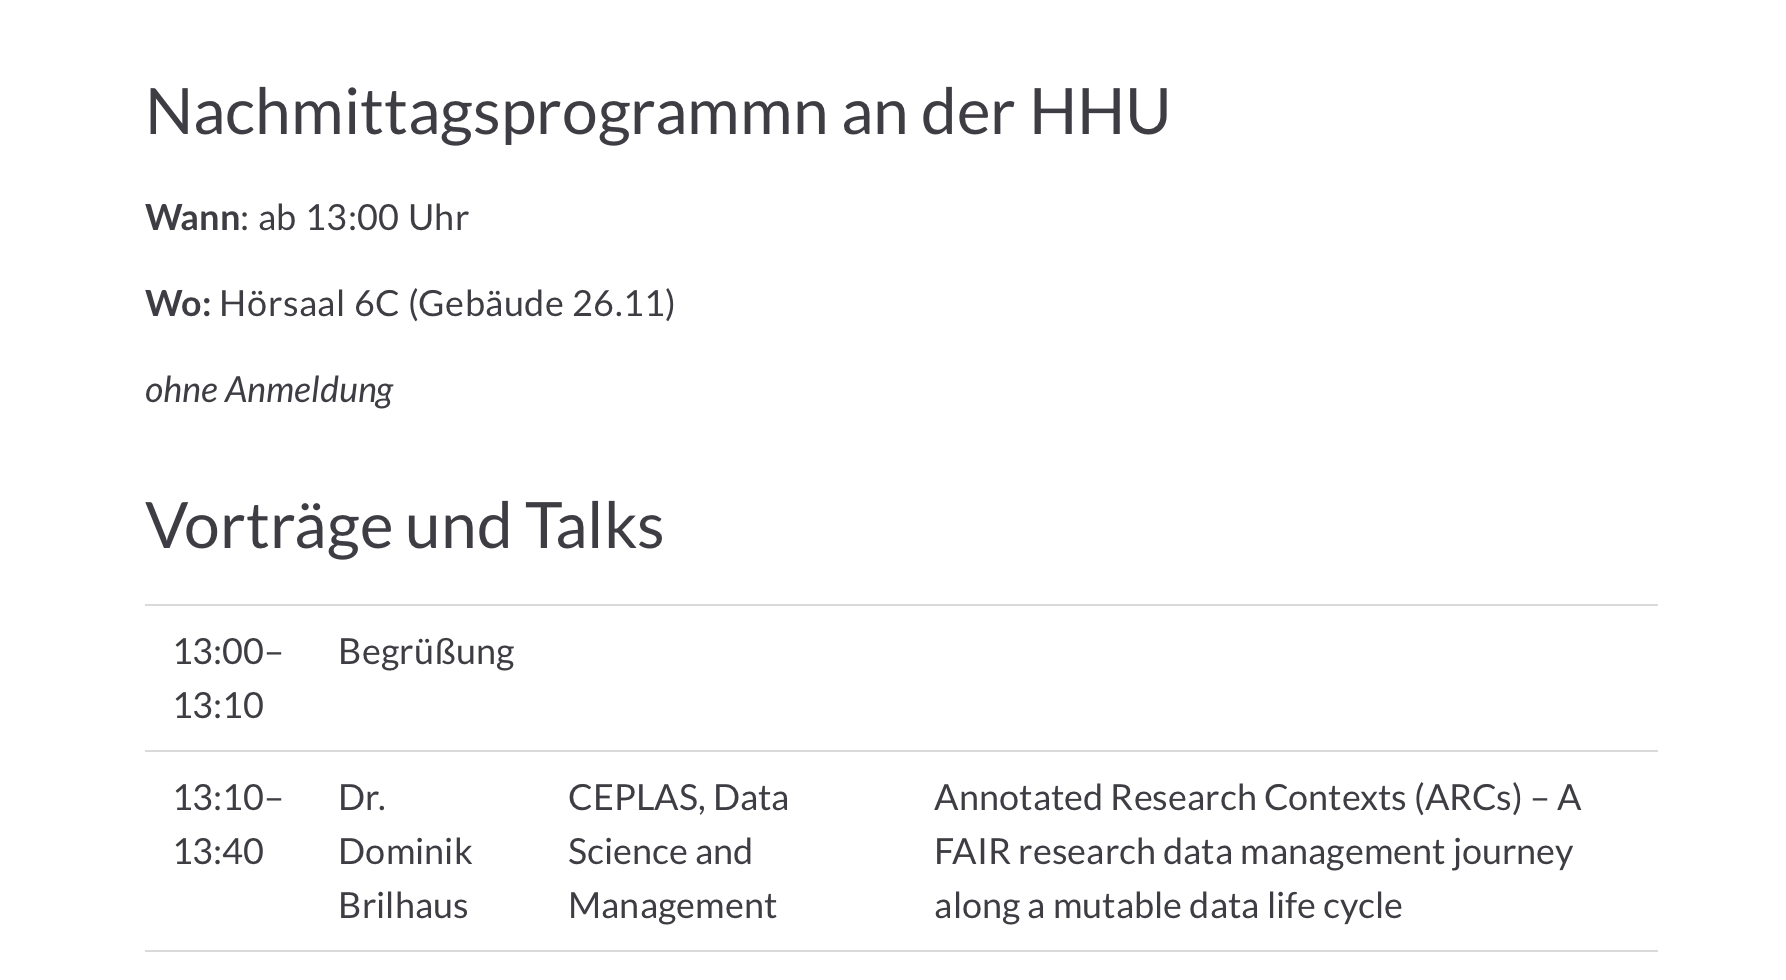 Nachmittagsprogrammn an der HHU
Wann: ab 13:00 Uhr
Wo: Hörsaal 6C (Gebäude 26.11)
ohne Anmeldung
Vorträge und Talks
13:00–
13:10
Begrüßung
13:10–
13:40
Dr.
Dominik
Brilhaus
CEPLAS, Data
Science and
Management
Annotated Research Contexts (ARCs) – A
FAIR research data management journey
along a mutable data life cycle